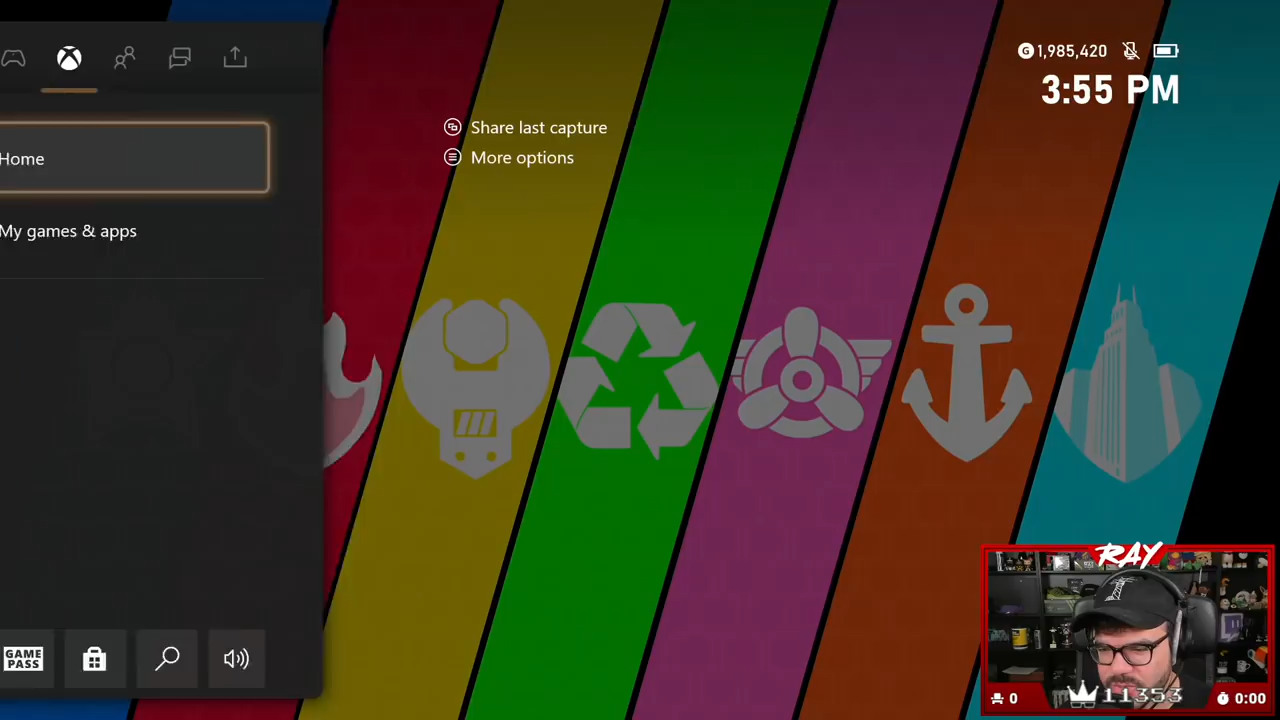 G 1,985,420
3:55 PM
Share last capture
More options
Home
My games & apps
GAME
PASS
RAY
11353
0
0:00